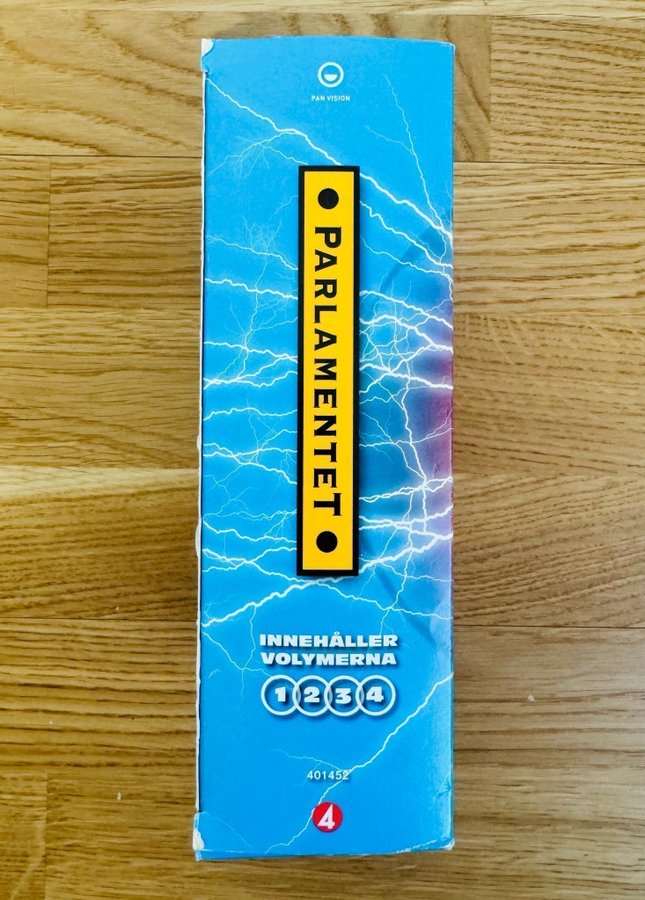 PAN VISION
PARLAMENTET
INNEHÅLLER
VOLYMERNA
1 2 3 4
401452
4